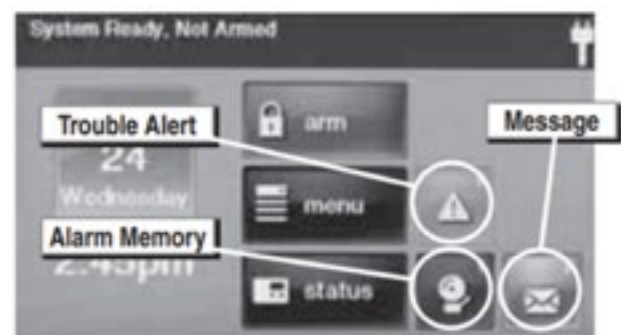 System Ready, Not Armed
arm
Trouble Alert
Message
24
Wednesday
menu
Alarm Memory
2:45pm
status